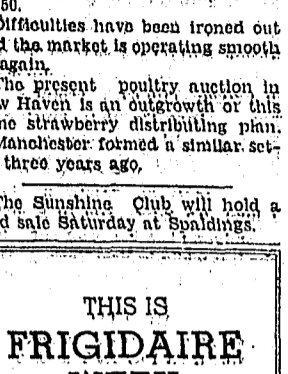 50.
Difficulties have been ironed out
d the market is operating smooth
again.
The present poultry auction in
w Haven is an outgrowth of this
me strawberry distributing plan.
Manchester formed a similar set-
three years ago.
The Sunshine Club will hold a
d sale Saturday at Spaldings.
THIS IS
FRIGIDAIRE